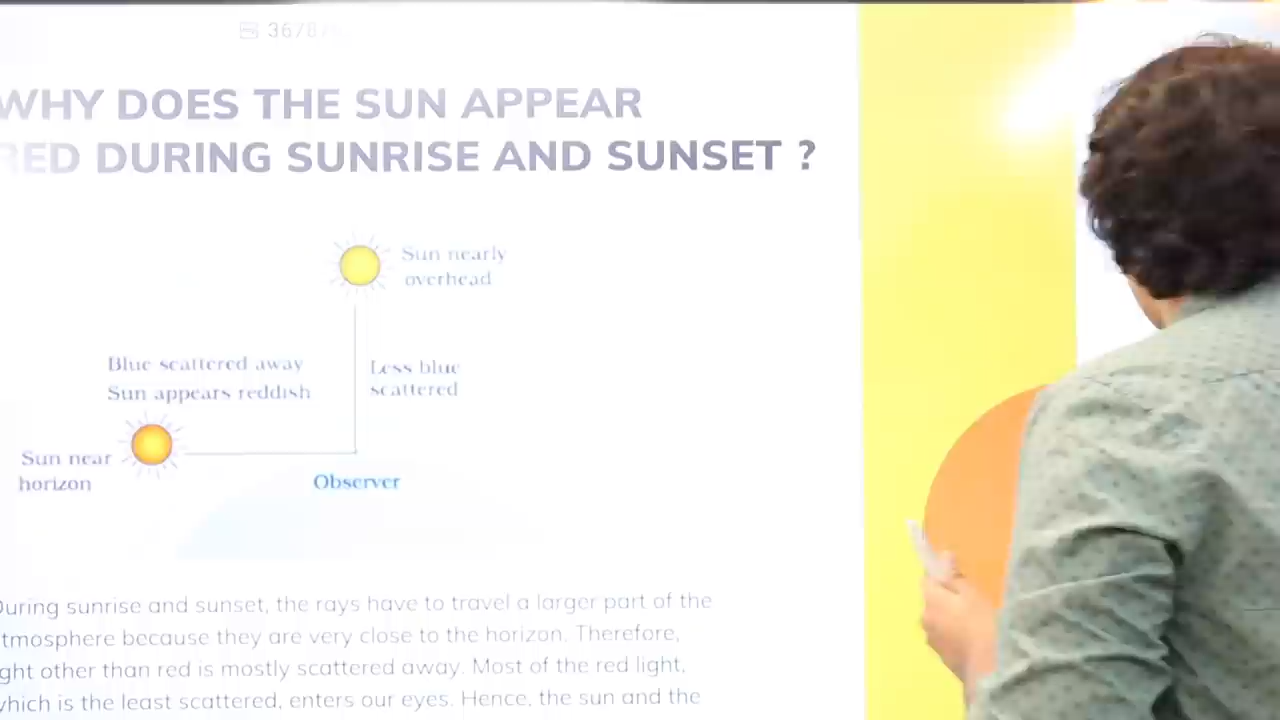 3678/
WHY DOES THE SUN APPEAR
RED DURING SUNRISE AND SUNSET ?
Sun nearly
overhead
Blue scattered away
Sun appears reddish
Less blue
scattered
Sun near
horizon
Observer
During sunrise and sunset, the rays have to travel a larger part of the
tmosphere because they are very close to the horizon. Therefore,
ght other than red is mostly scattered away. Most of the red light,
which is the least scattered, enters our eyes. Hence, the sun and the